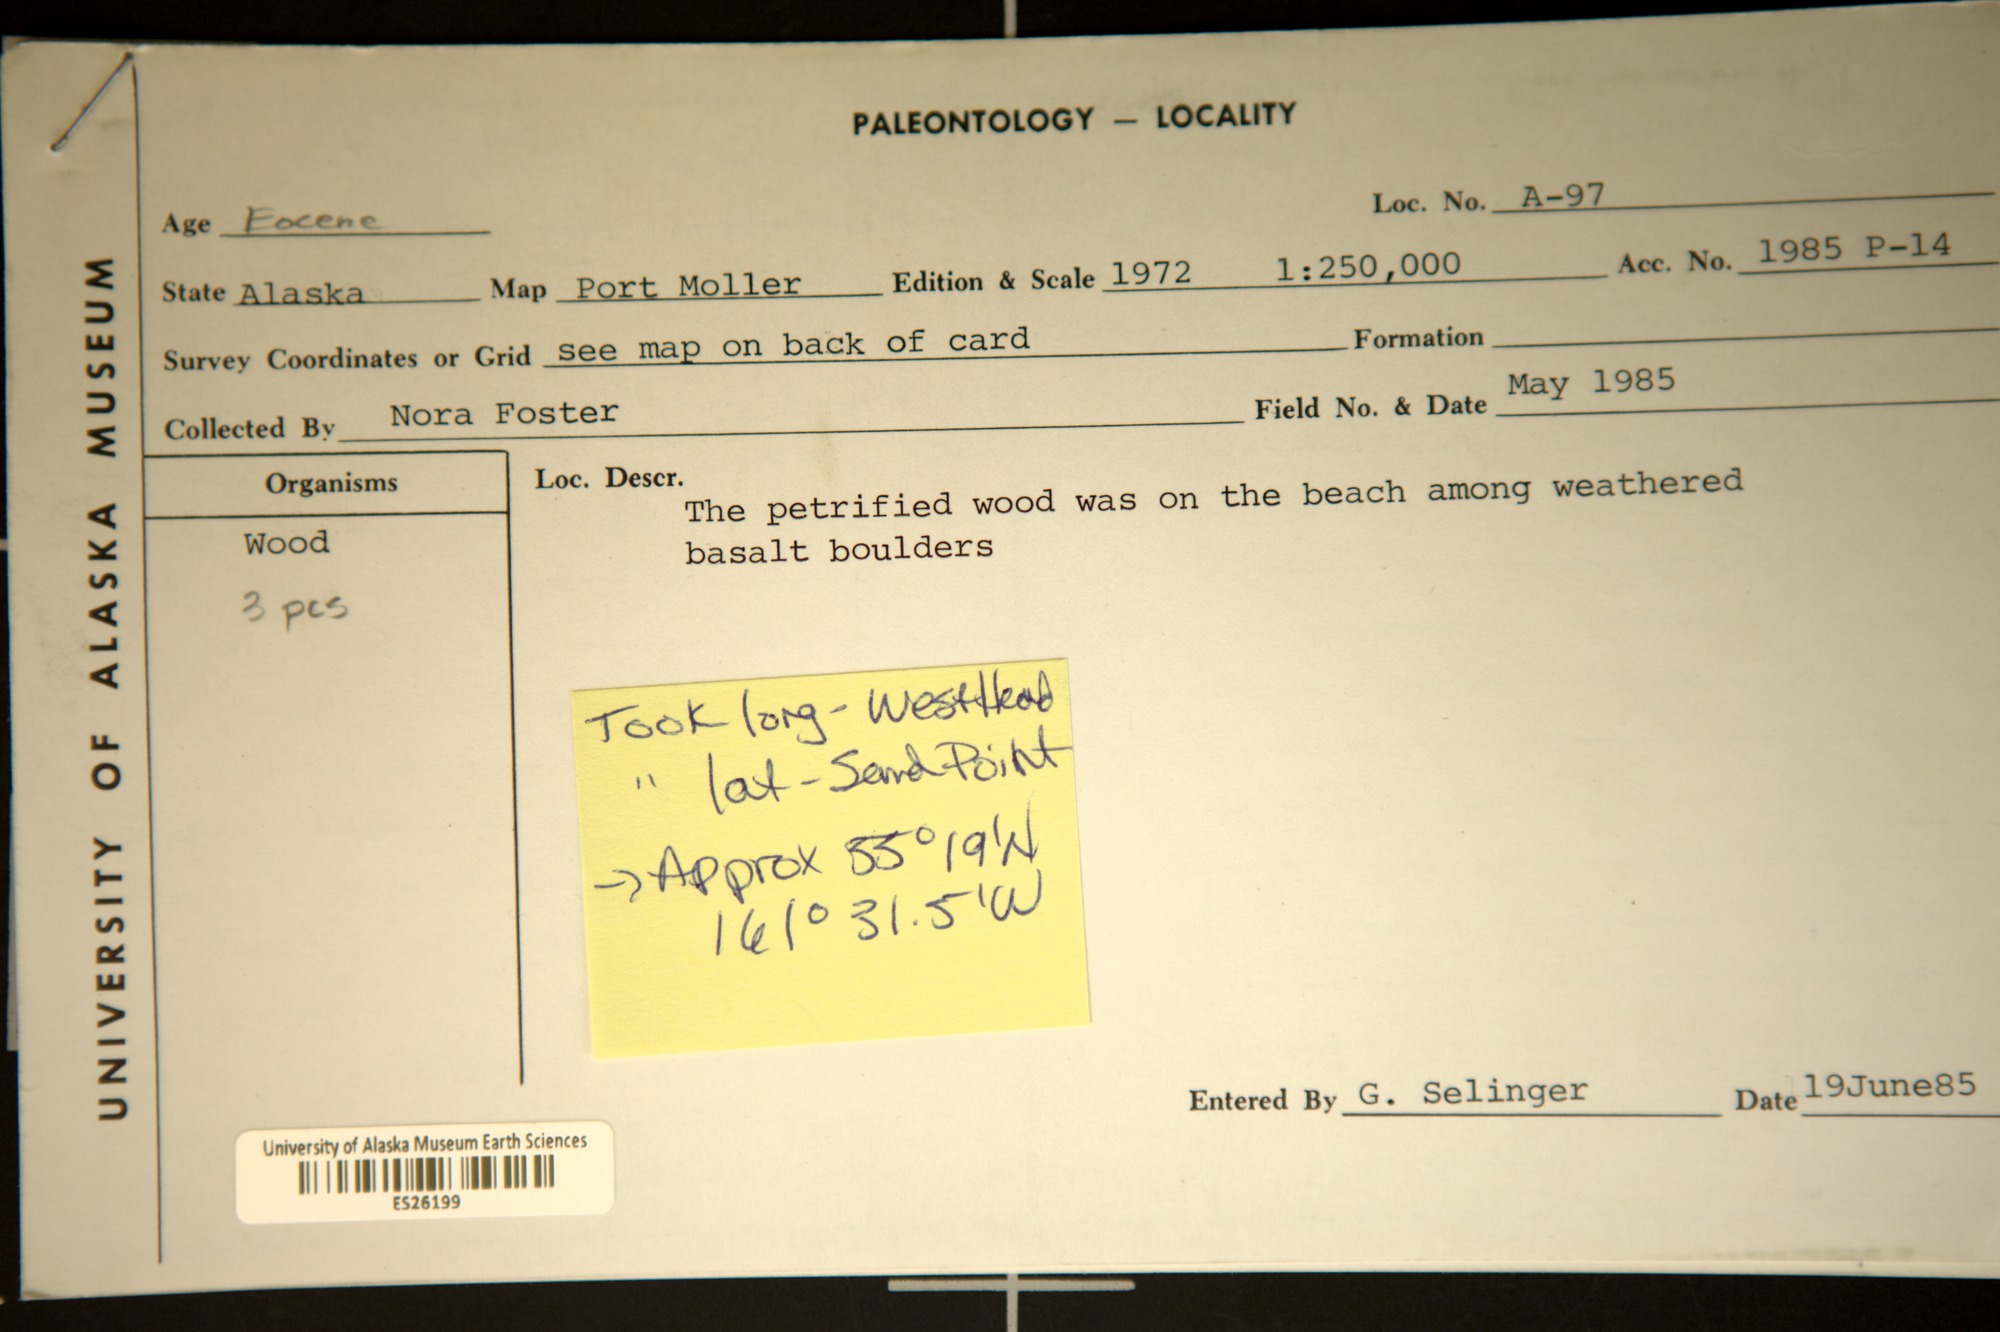 PALEONTOLOGY — LOCALITY
Loc. No. A-97
Age Eocene
State Alaska Map Port Moller Edition & Scale 1972 1:250,000 Acc. No. 1985 P-14
Survey Coordinates or Grid see map on back of card Formation
Collected By Nora Foster Field No. & Date May 1985
Organisms
Wood
3 pcs
Loc. Descr.
The petrified wood was on the beach among weathered
basalt boulders
Took long - West Head
" lat - Sand Point
→ Approx 55° 19'N
161° 31.5'W
Entered By G. Selinger Date 19June85
UNIVERSITY OF ALASKA MUSEUM
University of Alaska Museum Earth Sciences
ES26199